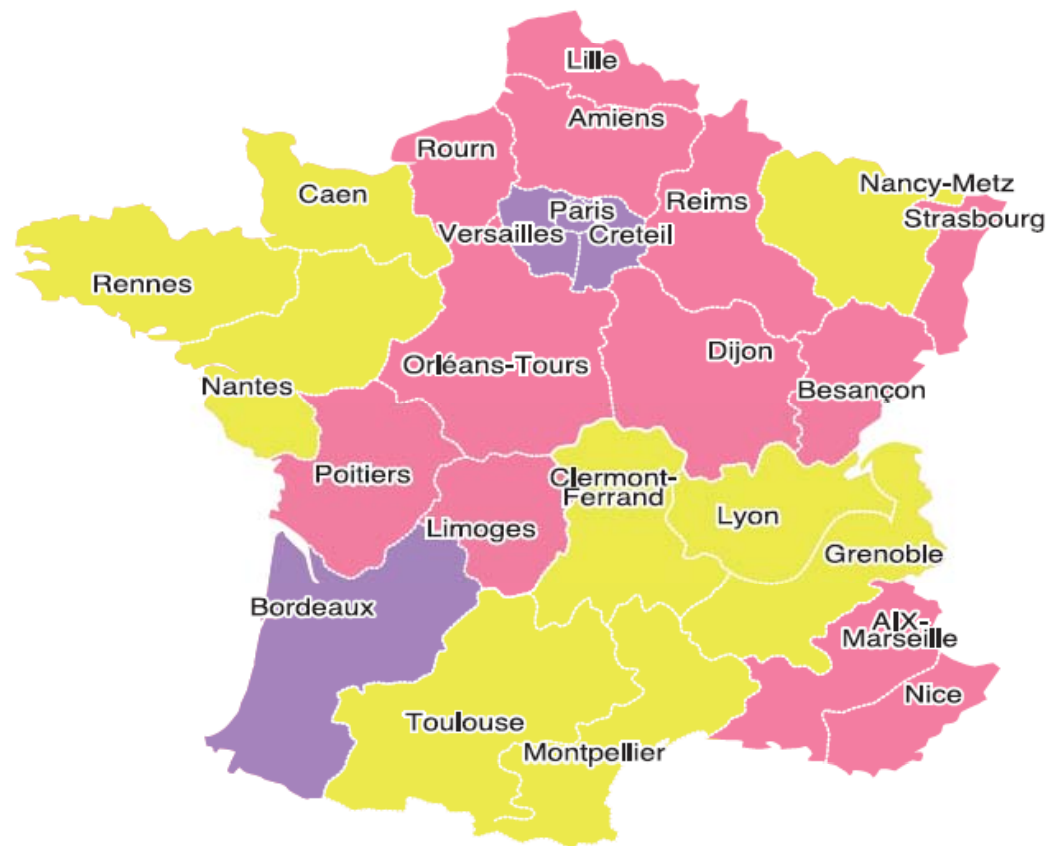 Lille
Amiens
Rourn
Caen
Nancy-Metz
Reims
Paris
Strasbourg
Versailles Creteil
Rennes
Dijon
Orléans-Tours
Nantes
Besançon
Poitiers
Clermont-
Ferrand
Lyon
Limoges
Grenoble
Bordeaux
AIX-
Marseille
Nice
Toulouse
Montpellier